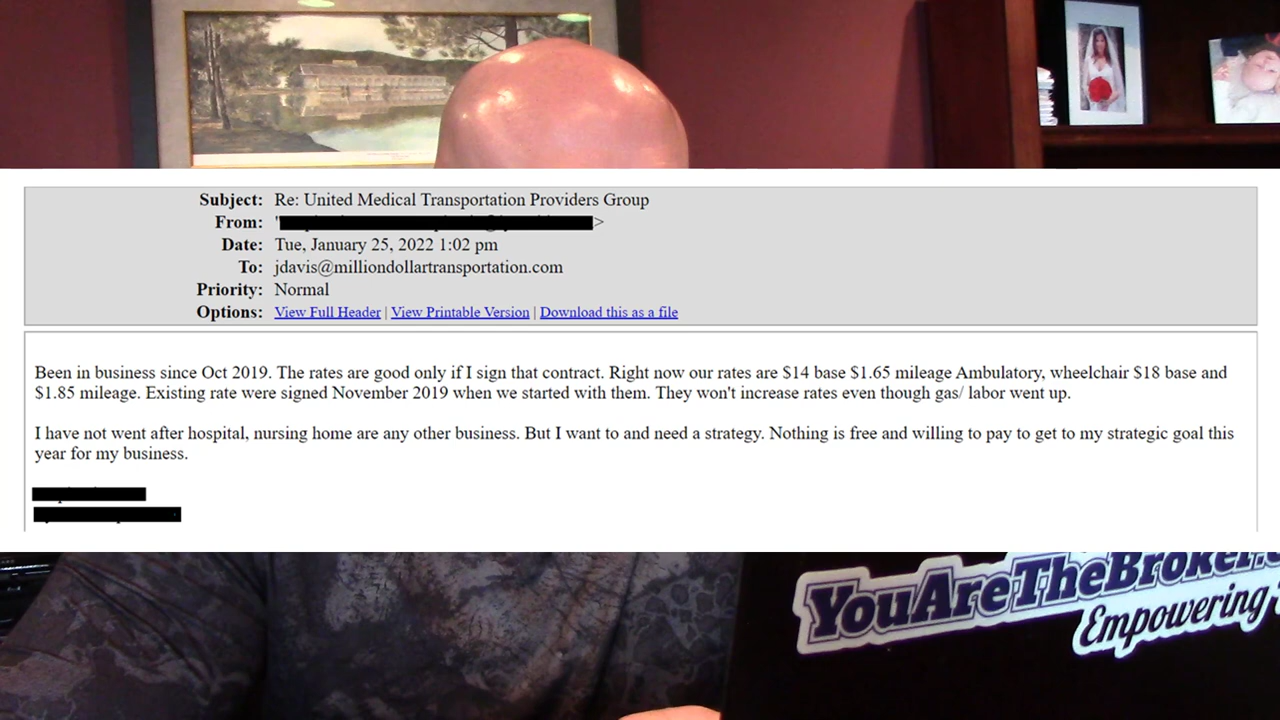 Subject: Re: United Medical Transportation Providers Group
From: ">
Date: Tue, January 25, 2022 1:02 pm
To: jdavis@milliondollartransportation.com
Priority: Normal
Options: View Full Header | View Printable Version | Download this as a file
Been in business since Oct 2019. The rates are good only if I sign that contract. Right now our rates are $14 base $1.65 mileage Ambulatory, wheelchair $18 base and
$1.85 mileage. Existing rate were signed November 2019 when we started with them. They won't increase rates even though gas/ labor went up.
I have not went after hospital, nursing home are any other business. But I want to and need a strategy. Nothing is free and willing to pay to get to my strategic goal this
year for my business.
YouAreTheBroker.
Empowering